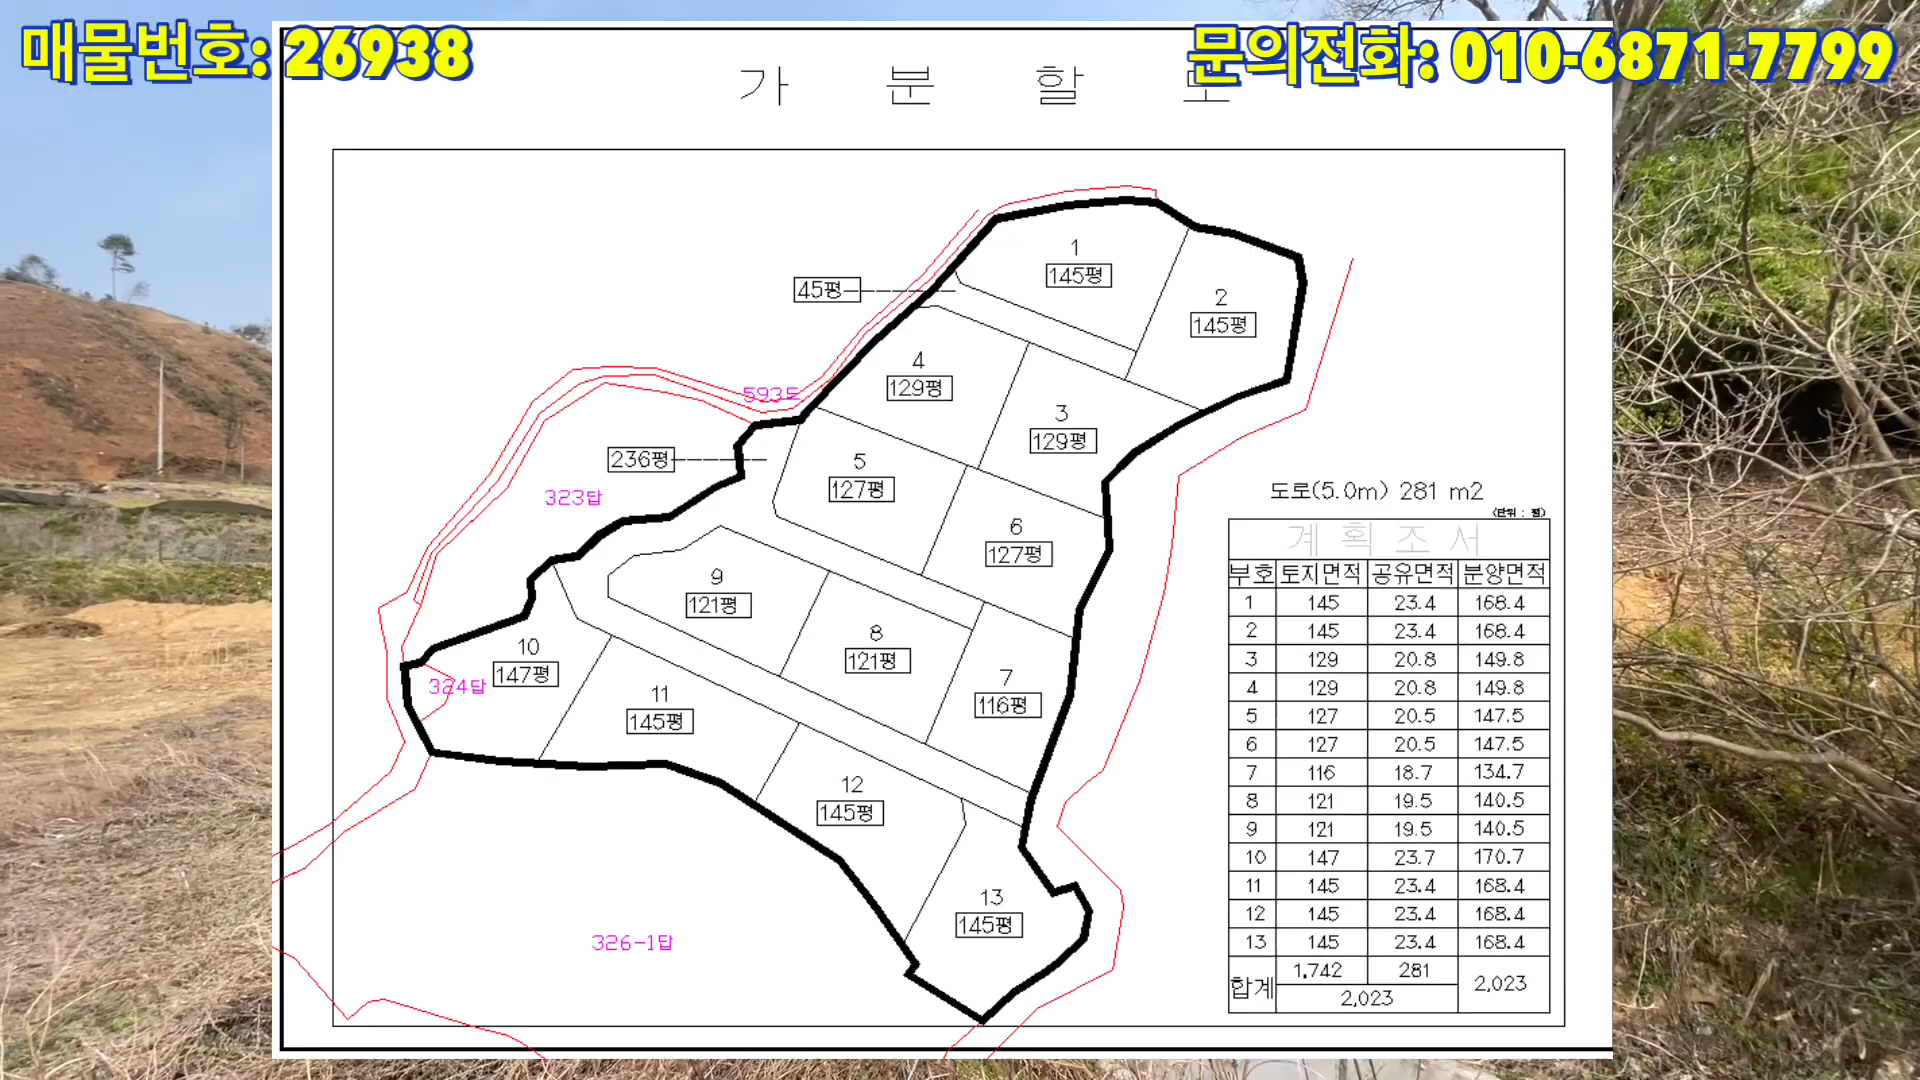 매물번호: 26938
문의전화: 010-6871-7799
가 분 할 도
1
145평
2
145평
45평
4
129평
3
129평
593도
236평
5
127평
323답
6
127평
9
121평
8
121평
10
147평
324답
7
116평
11
145평
12
145평
13
145평
326-1답
도로(5.0m) 281 m2
(단위 : 평)
계 획 조 서
부호 토지면적 공유면적 분양면적
1 145 23.4 168.4
2 145 23.4 168.4
3 129 20.8 149.8
4 129 20.8 149.8
5 127 20.5 147.5
6 127 20.5 147.5
7 116 18.7 134.7
8 121 19.5 140.5
9 121 19.5 140.5
10 147 23.7 170.7
11 145 23.4 168.4
12 145 23.4 168.4
13 145 23.4 168.4
합계 1,742 281 2,023
2,023